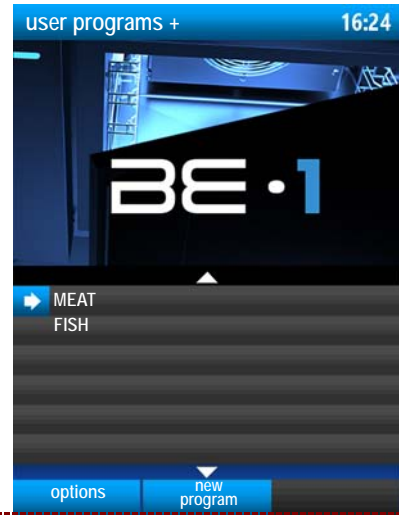 user programs + 16:24
BE·1
MEAT
FISH
options
new
program